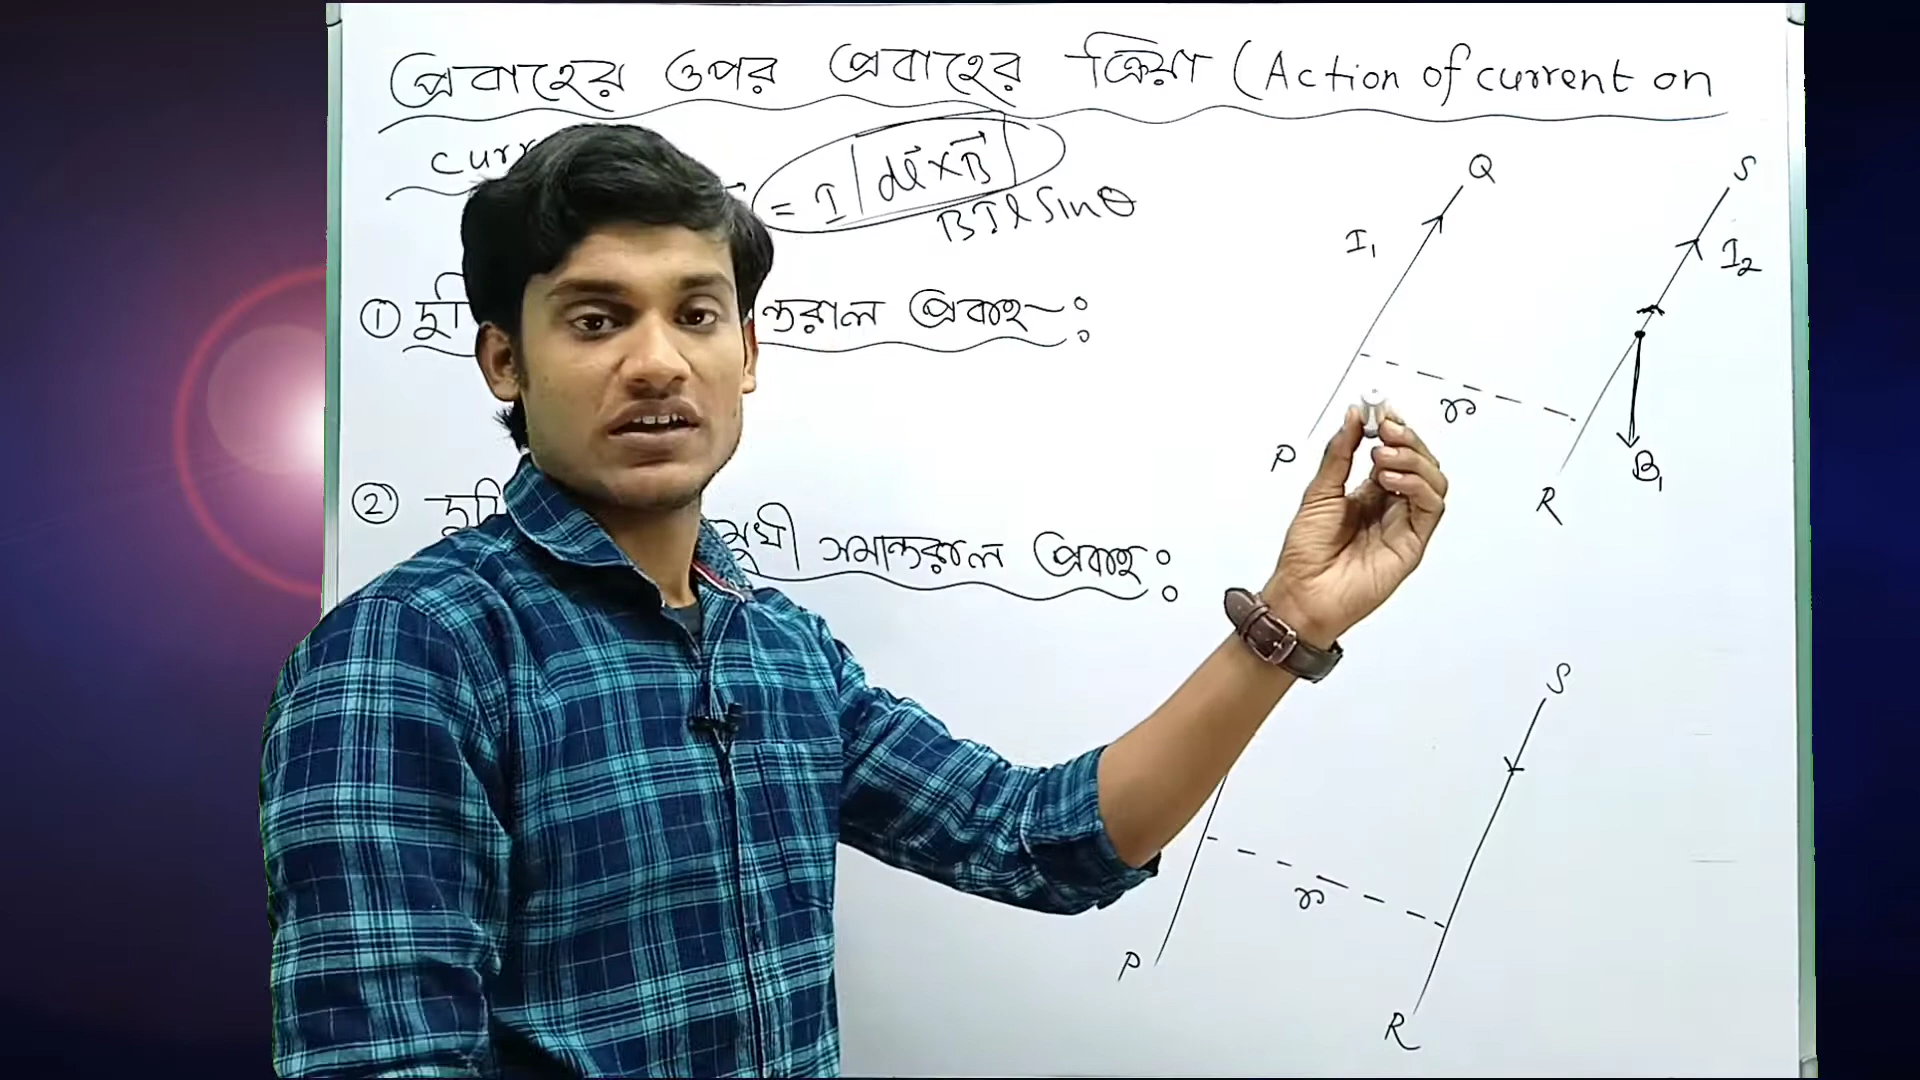 প্রবাহের ওপর প্রবাহের ক্রিয়া (Action of current on
= I |dl⃗ × B⃗|
BIl Sinθ
① ন্তরাল প্রবাহ :
② মুখী সমান্তরাল প্রবাহ :
Q
S
I₁
I₂
r
P
R
B₁
S
r
P
R